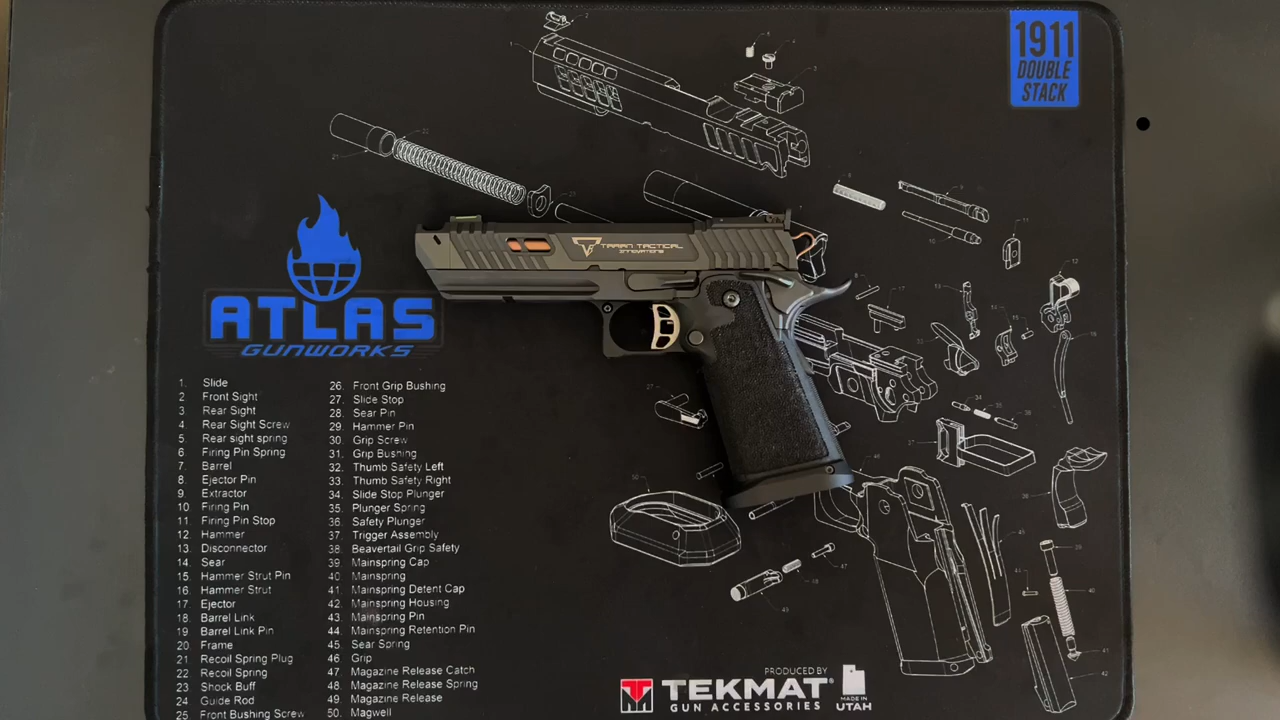 1911
DOUBLE
STACK
TARAN TACTICAL
INNOVATIONS
ATLAS
GUNWORKS
1. Slide
2 Front Sight
3 Rear Sight
4. Rear Sight Screw
5. Rear sight spring
6. Firing Pin Spring
7. Barrel
8. Ejector Pin
9. Extractor
10 Firing Pin
11. Firing Pin Stop
12. Hammer
13. Disconnector
14. Sear
15. Hammer Strut Pin
16. Hammer Strut
17. Ejector
18. Barrel Link
19 Barrel Link Pin
20. Frame
21 Recoil Spring Plug
22 Recoil Spring
23 Shock Buff
24 Guide Rod
25 Front Bushing Screw
26. Front Grip Bushing
27. Slide Stop
28. Sear Pin
29. Hammer Pin
30. Grip Screw
31. Grip Bushing
32. Thumb Safety Left
33. Thumb Safety Right
34. Slide Stop Plunger
35. Plunger Spring
36. Safety Plunger
37. Trigger Assembly
38. Beavertail Grip Safety
39. Mainspring Cap
40 Mainspring
41. Mainspring Detent Cap
42. Mainspring Housing
43. Mainspring Pin
44. Mainspring Retention Pin
45. Sear Spring
46 Grip
47 Magazine Release Catch
48. Magazine Release Spring
49. Magazine Release
50. Magwell
PRODUCED BY
TEKMAT®
GUN ACCESSORIES
MADE IN
UTAH